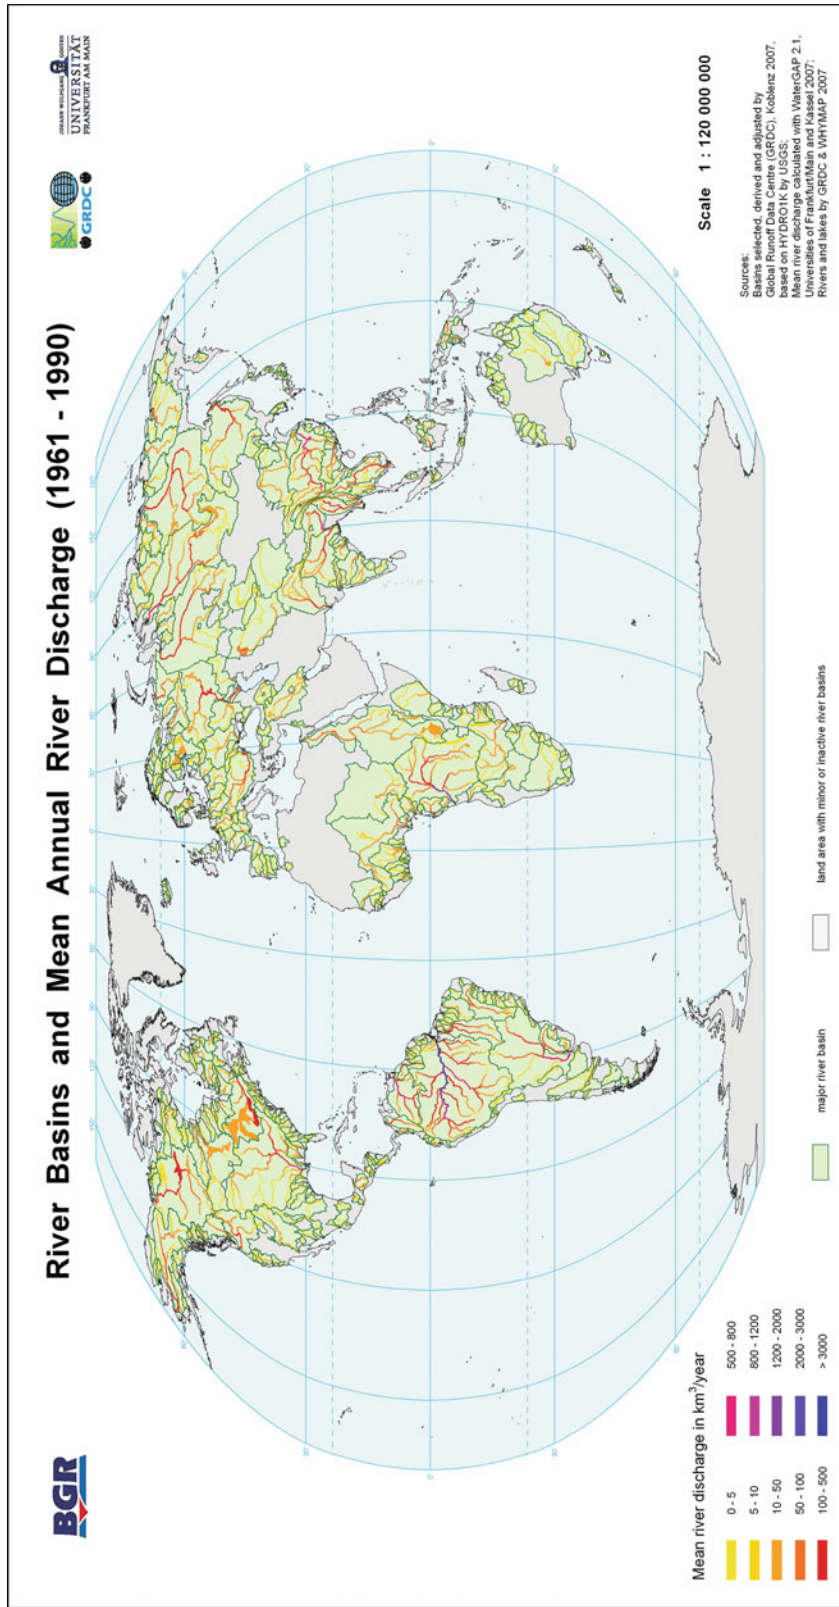 BGR
River Basins and Mean Annual River Discharge (1961 - 1990)
GRDC
JOHANN WOLFGANG GOETHE
UNIVERSITÄT
FRANKFURT AM MAIN
Mean river discharge in km³/year
0 - 5
5 - 10
10 - 50
50 - 100
100 - 500
500 - 800
800 - 1200
1200 - 2000
2000 - 3000
> 3000
major river basin
land area with minor or inactive river basins
Scale 1 : 120 000 000
Sources:
Basins selected, derived and adjusted by
Global Runoff Data Centre (GRDC), Koblenz 2007,
based on HYDRO1K by USGS;
Mean river discharge calculated with WaterGAP 2.1,
Universities of Frankfurt/Main and Kassel 2007;
Rivers and lakes by GRDC & WHYMAP 2007